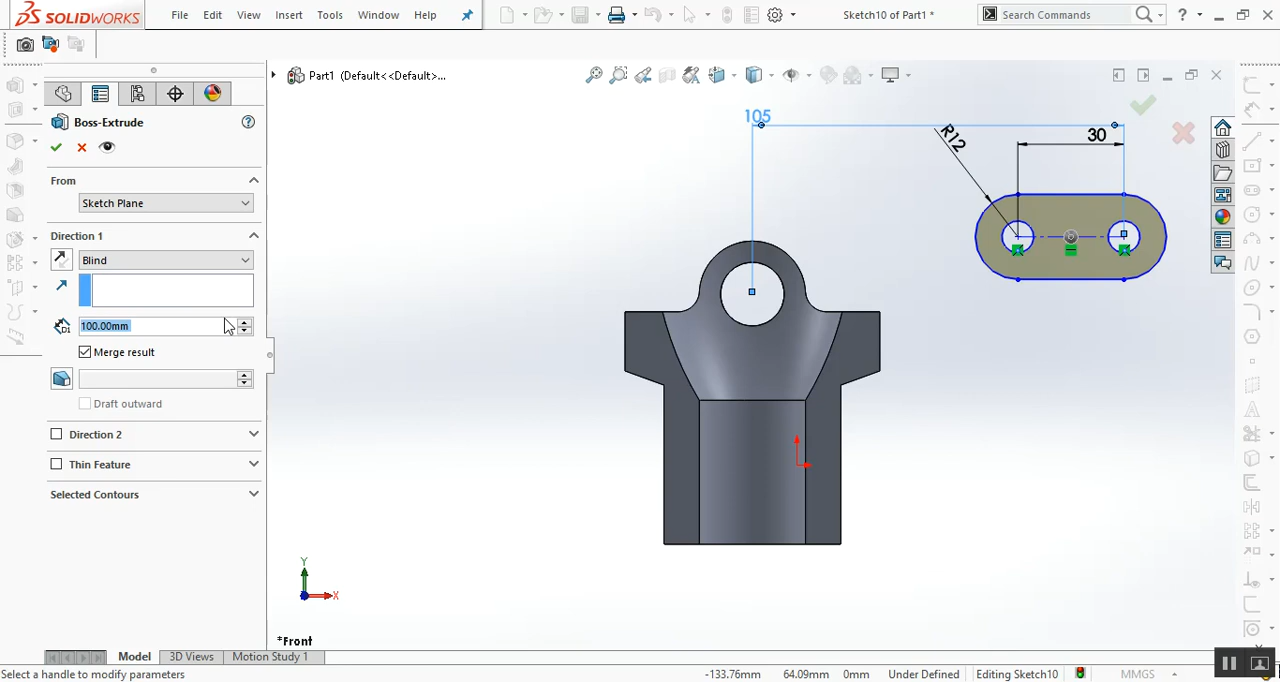 SOLIDWORKS
File Edit View Insert Tools Window Help
Sketch10 of Part1 *
Search Commands
?
Part1 (Default<<Default>...
Boss-Extrude
From
Sketch Plane
Direction 1
Blind
D1
100.00mm
Merge result
Draft outward
Direction 2
Thin Feature
Selected Contours
105
R12
30
Y
X
*Front
Model 3D Views Motion Study 1
Select a handle to modify parameters
-133.76mm 64.09mm 0mm Under Defined Editing Sketch10 MMGS